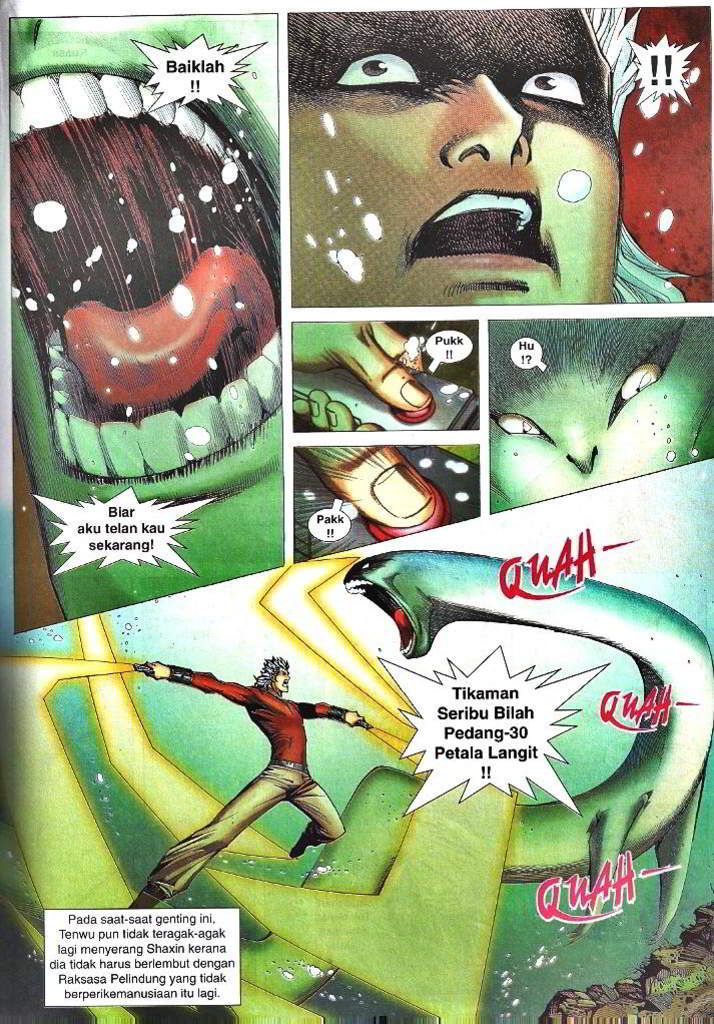 Baiklah
!!
!!
Biar
aku telan kau
sekarang!
Pukk
!!
Pakk
!!
Hu
!?
QUAH—
Tikaman
Seribu Bilah
Pedang-30
Petala Langit
!!
QUAH—
QUAH—
Pada saat-saat genting ini,
Tenwu pun tidak teragak-agak
lagi menyerang Shaxin kerana
dia tidak harus berlembut dengan
Raksasa Pelindung yang tidak
berperikemanusiaan itu lagi.